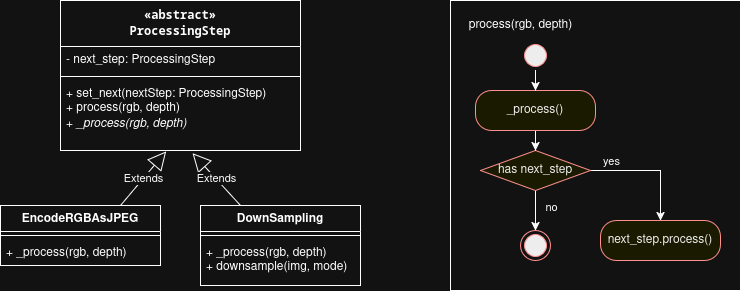 «abstract»
ProcessingStep
- next_step: ProcessingStep
+ set_next(nextStep: ProcessingStep)
+ process(rgb, depth)
+ _process(rgb, depth)
Extends
Extends
EncodeRGBAsJPEG
+ _process(rgb, depth)
DownSampling
+ _process(rgb, depth)
+ downsample(img, mode)
process(rgb, depth)
_process()
has next_step
yes
no
next_step.process()